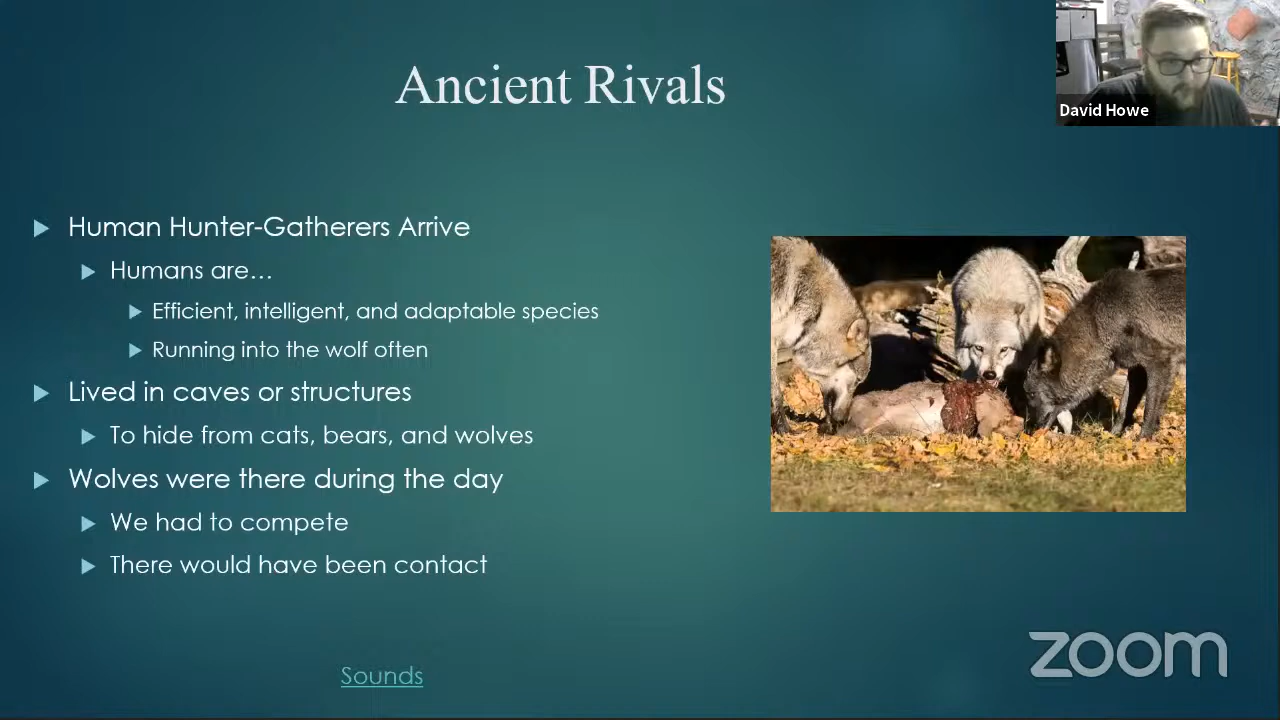 Ancient Rivals
David Howe
Human Hunter-Gatherers Arrive
Humans are…
Efficient, intelligent, and adaptable species
Running into the wolf often
Lived in caves or structures
To hide from cats, bears, and wolves
Wolves were there during the day
We had to compete
There would have been contact
Sounds
zoom